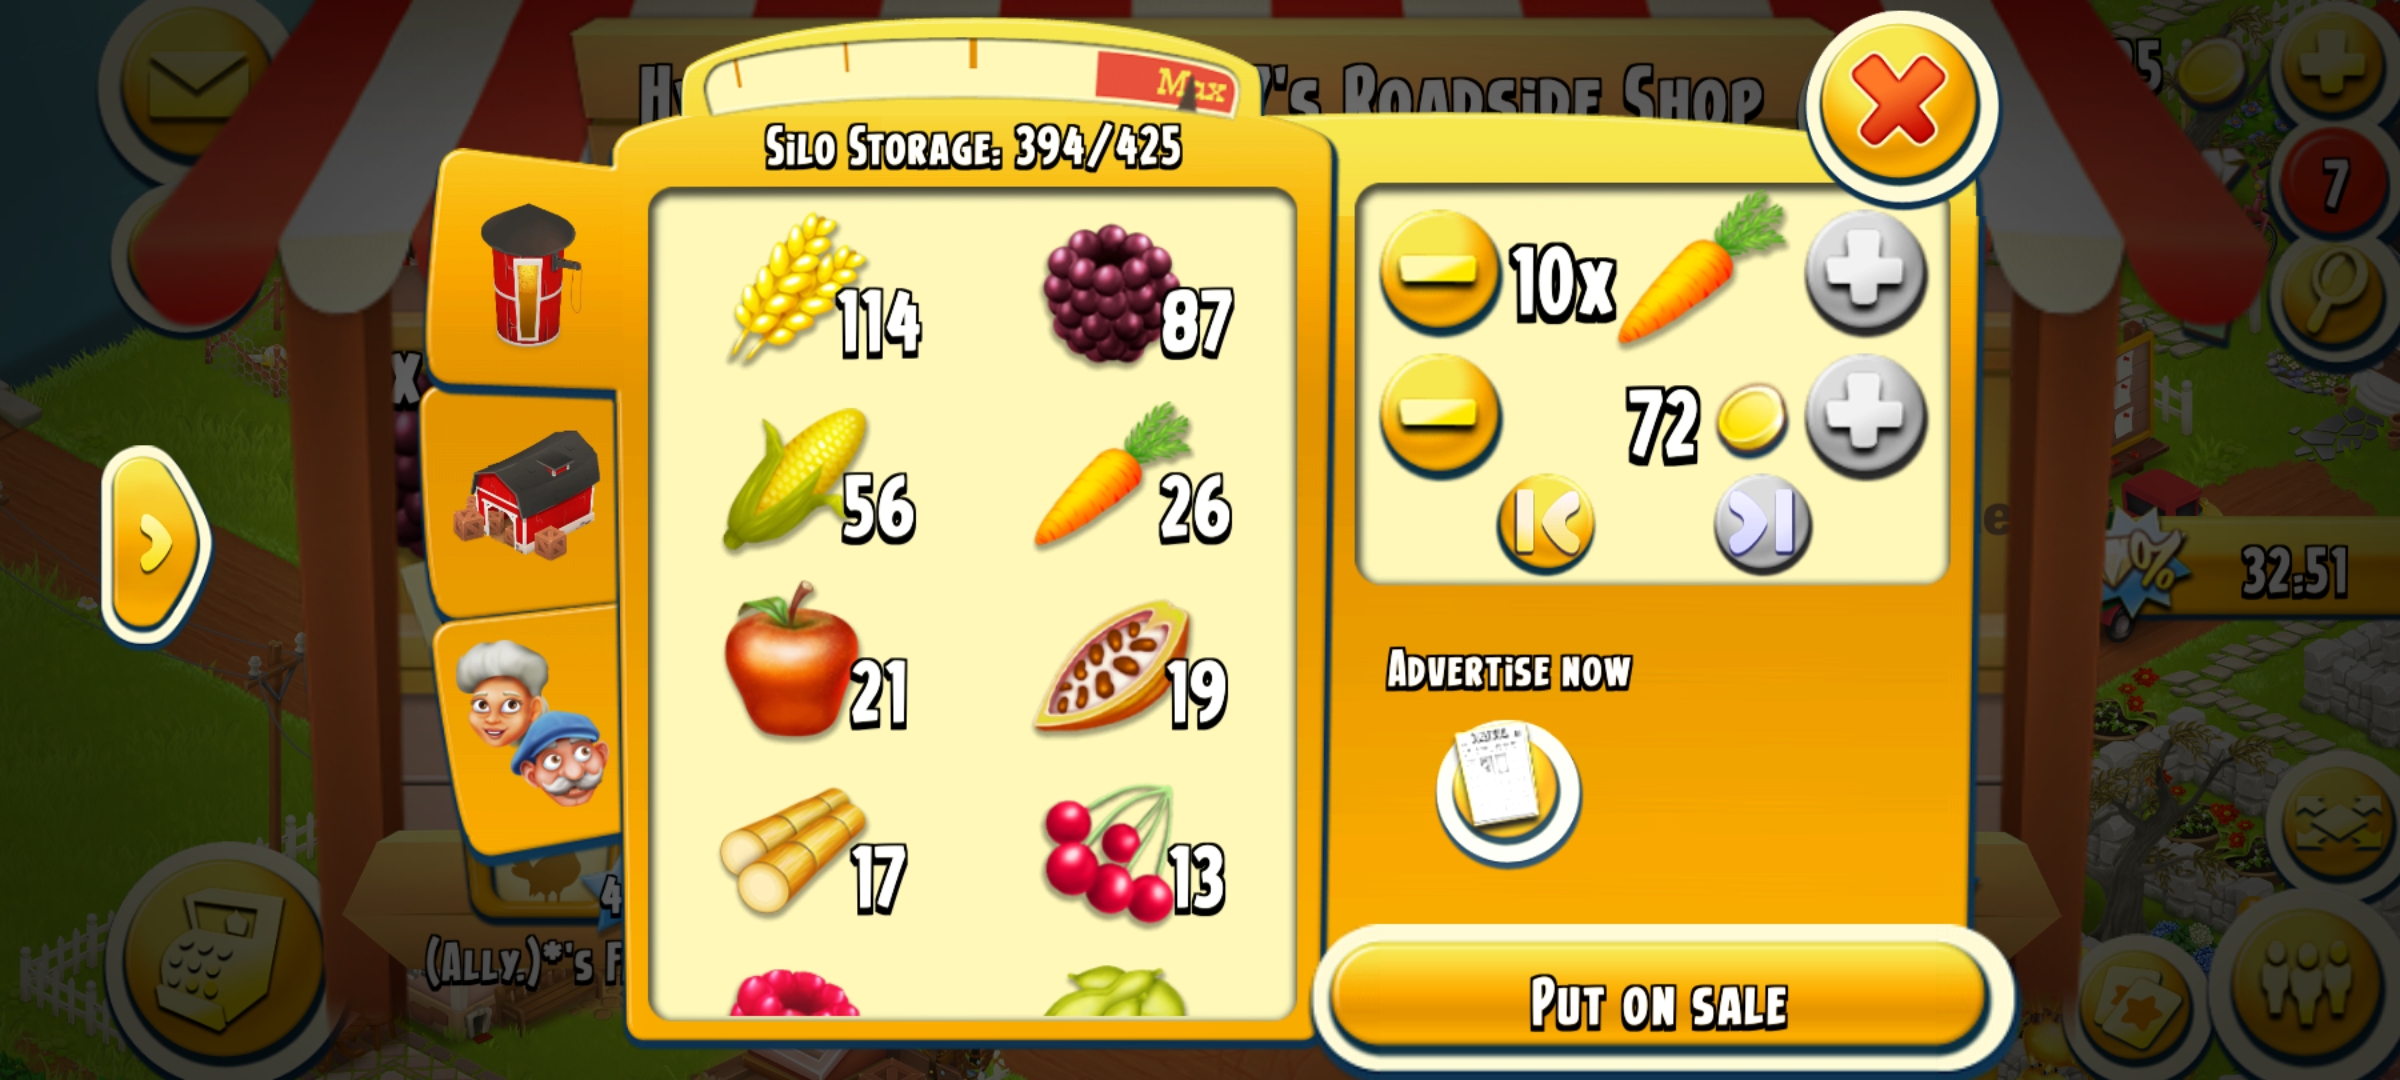 Max
's Roadside Shop
Silo Storage: 394/425
7
114
87
10x
56
26
72
21
19
32:51
Advertise now
17
13
(Ally.)*'s
Put on sale